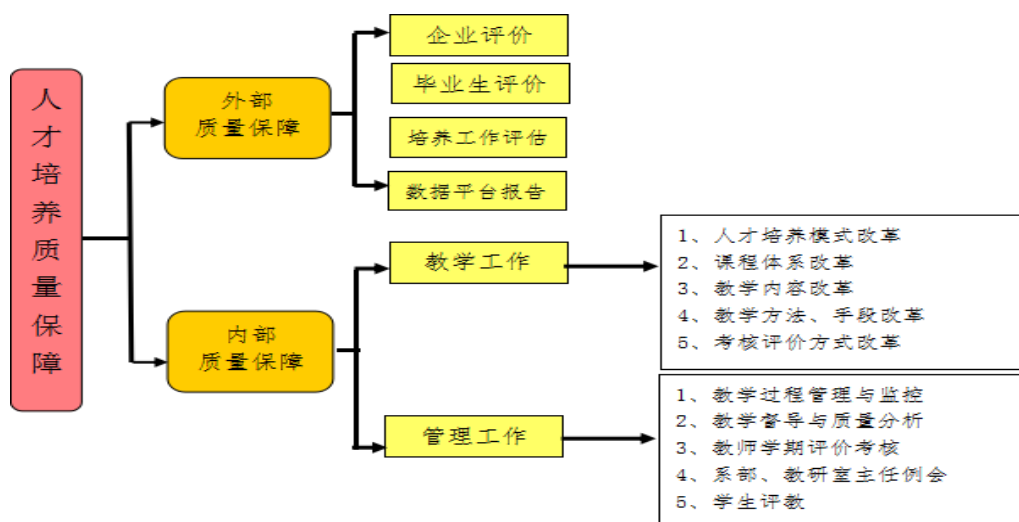 人才培养质量保障
外部
质量保障
企业评价
毕业生评价
培养工作评估
数据平台报告
内部
质量保障
教学工作
1、人才培养模式改革
2、课程体系改革
3、教学内容改革
4、教学方法、手段改革
5、考核评价方式改革
管理工作
1、教学过程管理与监控
2、教学督导与质量分析
3、教师学期评价考核
4、系部、教研室主任例会
5、学生评教